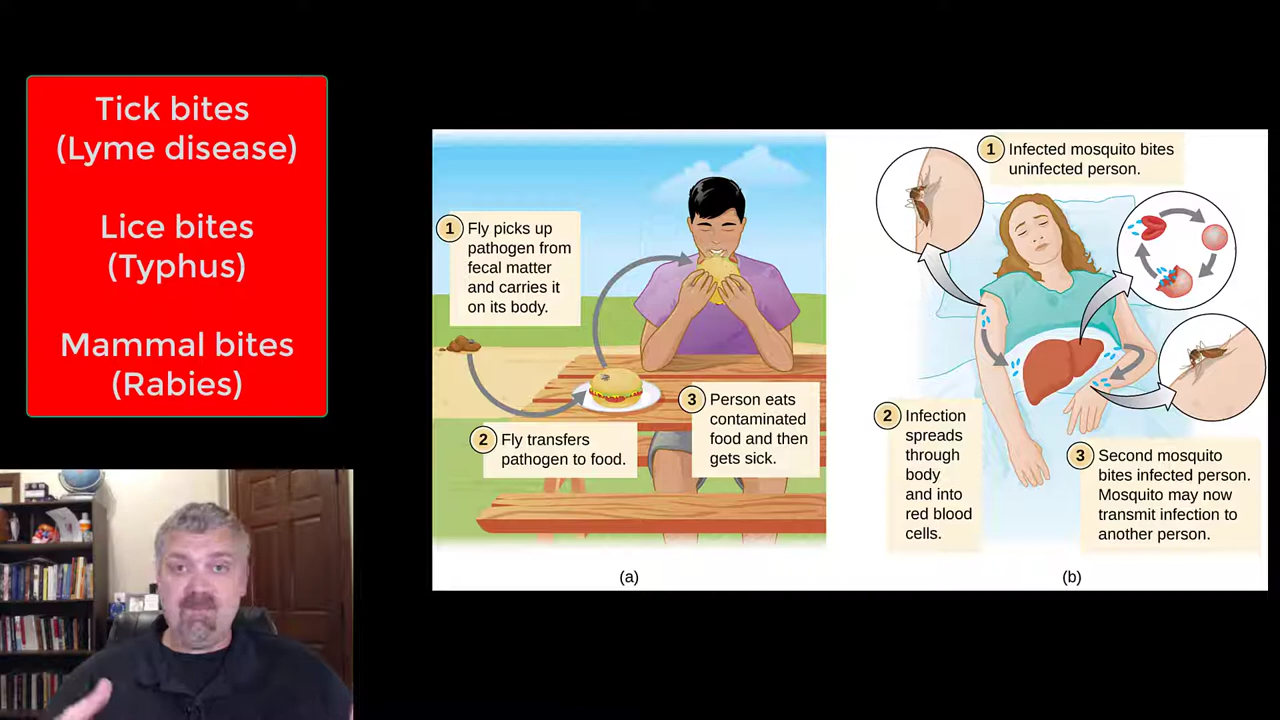 Tick bites
(Lyme disease)
Lice bites
(Typhus)
Mammal bites
(Rabies)
1 Fly picks up
pathogen from
fecal matter
and carries it
on its body.
2 Fly transfers
pathogen to food.
3 Person eats
contaminated
food and then
gets sick.
(a)
1 Infected mosquito bites
uninfected person.
2 Infection
spreads
through
body
and into
red blood
cells.
3 Second mosquito
bites infected person.
Mosquito may now
transmit infection to
another person.
(b)